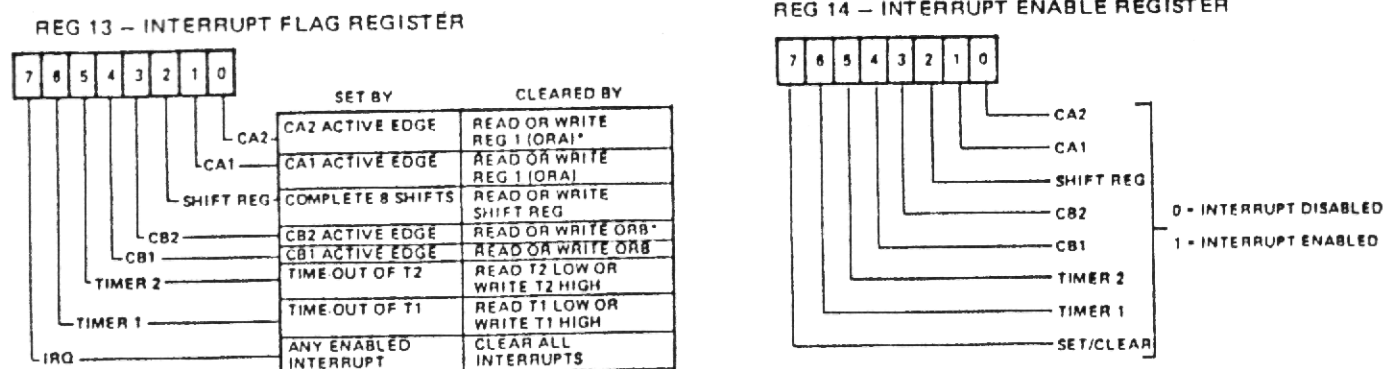 REG 13 – INTERRUPT FLAG REGISTER
7 6 5 4 3 2 1 0
SET BY CLEARED BY
CA2 CA2 ACTIVE EDGE READ OR WRITE
REG 1 (ORA)*
CA1 CA1 ACTIVE EDGE READ OR WRITE
REG 1 (ORA)
SHIFT REG COMPLETE 8 SHIFTS READ OR WRITE
SHIFT REG
CB2 CB2 ACTIVE EDGE READ OR WRITE ORB*
CB1 CB1 ACTIVE EDGE READ OR WRITE ORB
TIMER 2 TIME-OUT OF T2 READ T2 LOW OR
WRITE T2 HIGH
TIMER 1 TIME-OUT OF T1 READ T1 LOW OR
WRITE T1 HIGH
IRQ ANY ENABLED CLEAR ALL
INTERRUPT INTERRUPTS
REG 14 – INTERRUPT ENABLE REGISTER
7 6 5 4 3 2 1 0
CA2
CA1
SHIFT REG
CB2
CB1
TIMER 2
TIMER 1
SET/CLEAR
0 = INTERRUPT DISABLED
1 = INTERRUPT ENABLED